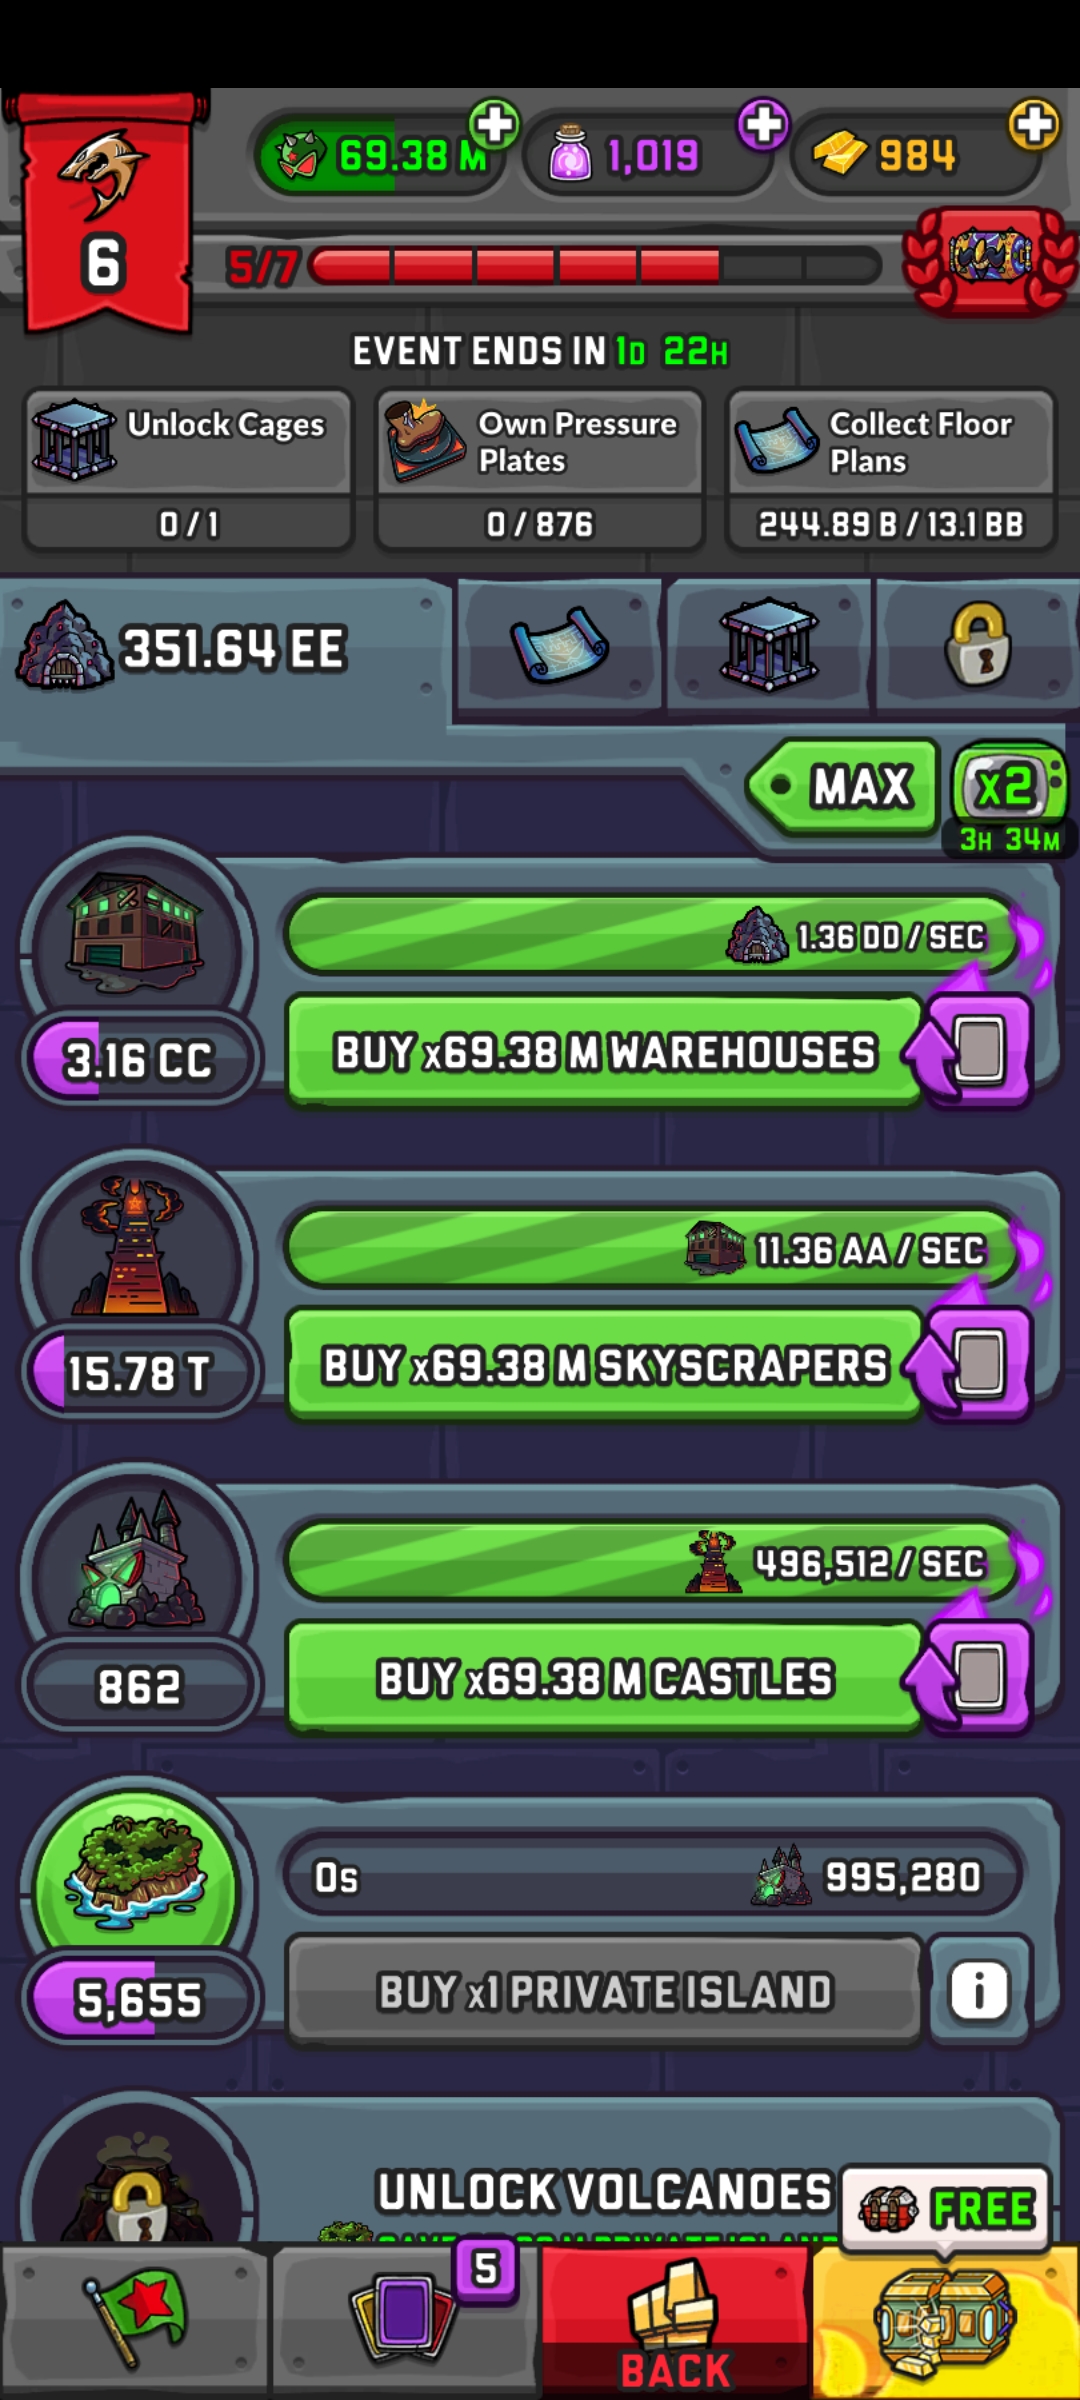 69.38 M
1,019
984
6
5/7
EVENT ENDS IN 1D 22H
Unlock Cages
0 / 1
Own Pressure
Plates
0 / 876
Collect Floor
Plans
244.89 B / 13.1 BB
351.64 EE
MAX
x2
3H 34M
1.36 DD / SEC
3.16 CC
BUY x69.38 M WAREHOUSES
11.36 AA / SEC
15.78 T
BUY x69.38 M SKYSCRAPERS
496,512 / SEC
862
BUY x69.38 M CASTLES
0s
995,280
5,655
BUY x1 PRIVATE ISLAND
i
UNLOCK VOLCANOES
FREE
5
BACK